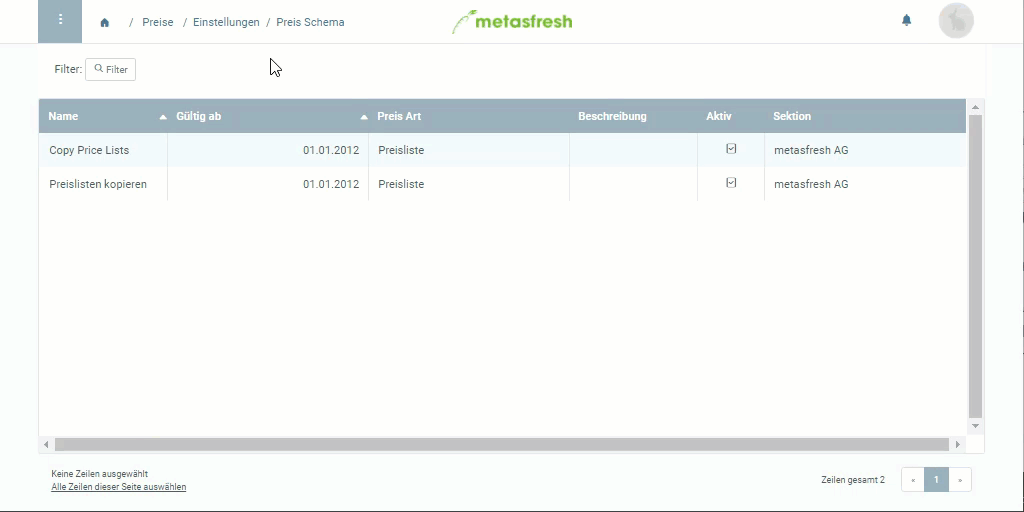 / Preise / Einstellungen / Preis Schema
metasfresh
Filter: Filter
Name Gültig ab Preis Art Beschreibung Aktiv Sektion
Copy Price Lists 01.01.2012 Preisliste metasfresh AG
Preislisten kopieren 01.01.2012 Preisliste metasfresh AG
Keine Zeilen ausgewählt
Alle Zeilen dieser Seite auswählen
Zeilen gesamt 2 « 1 »